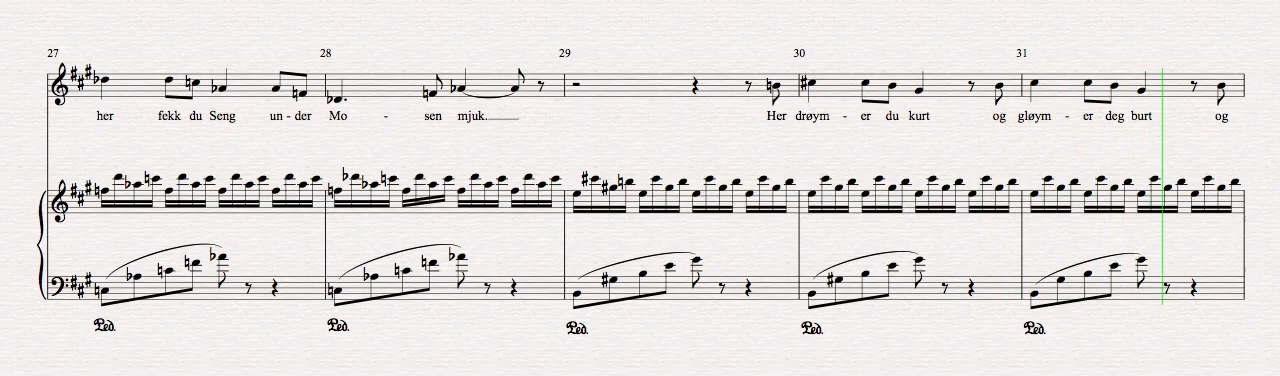 27 28 29 30 31
her fekk du Seng un - der Mo - sen mjuk.____ Her drøym - er du kurt og gløym - er deg burt og
Ped. Ped. Ped. Ped. Ped.